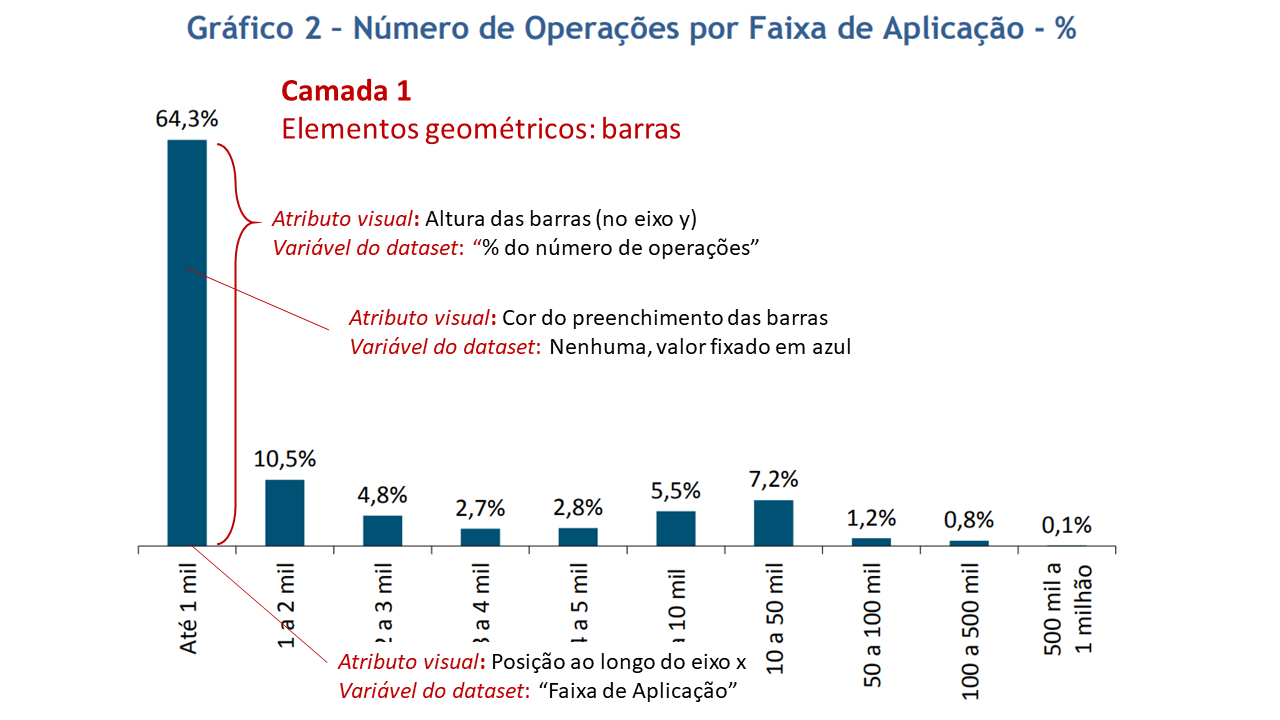 Gráfico 2 – Número de Operações por Faixa de Aplicação - %
Camada 1
Elementos geométricos: barras
64,3%
Atributo visual: Altura das barras (no eixo y)
Variável do dataset: “% do número de operações”
Atributo visual: Cor do preenchimento das barras
Variável do dataset: Nenhuma, valor fixado em azul
10,5%
4,8%
2,7%
2,8%
5,5%
7,2%
1,2%
0,8%
0,1%
Até 1 mil
1 a 2 mil
2 a 3 mil
3 a 4 mil
4 a 5 mil
a 10 mil
10 a 50 mil
50 a 100 mil
100 a 500 mil
500 mil a
1 milhão
Atributo visual: Posição ao longo do eixo x
Variável do dataset: “Faixa de Aplicação”